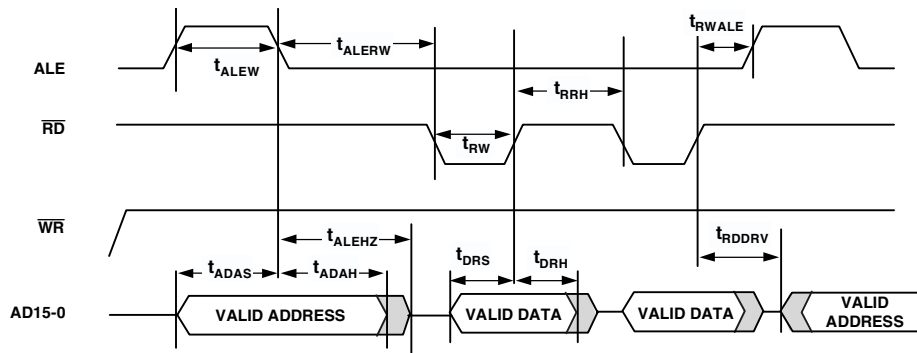 tRWALE
tALERW
ALE
tALEW
tRRH
RD
tRW
WR
tALEHZ
tRDDRV
tADAS
tADAH
tDRS
tDRH
AD15-0
VALID ADDRESS
VALID DATA
VALID DATA
VALID
ADDRESS